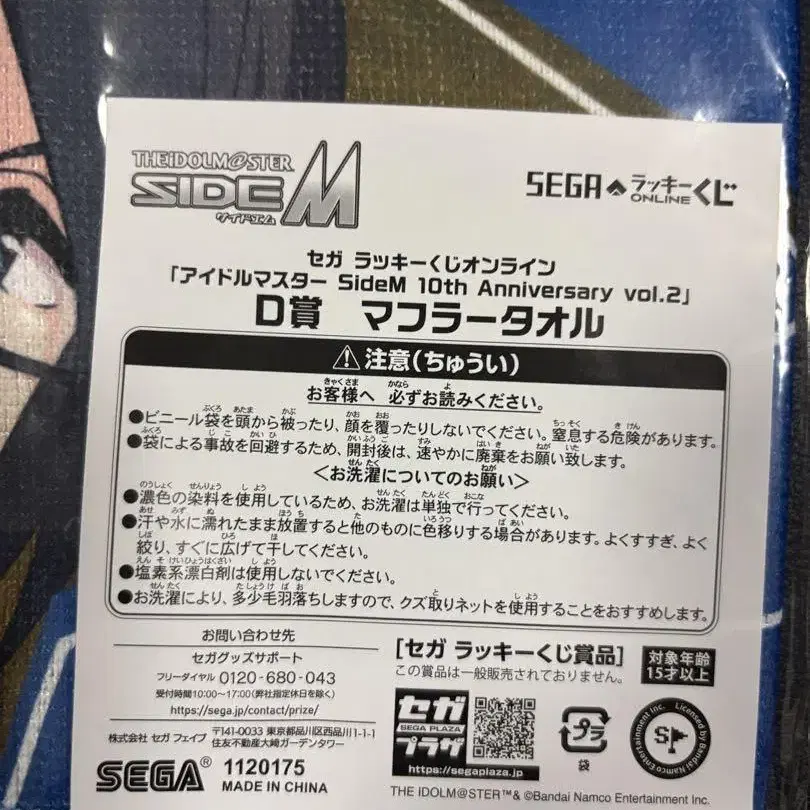 THE IDOLM@STER
SIDEM
サイドエム
SEGA ラッキーくじ
ONLINE
セガ ラッキーくじオンライン
「アイドルマスター SideM 10th Anniversary vol.2」
D賞 マフラータオル
注意(ちゅうい)
お客様へ 必ずお読みください。
●ビニール袋を頭から被ったり、顔を覆ったりしないでください。窒息する危険があります。
●袋による事故を回避するため、開封後は、速やかに廃棄をお願い致します。
<お洗濯についてのお願い>
●濃色の染料を使用しているため、お洗濯は単独で行ってください。
●汗や水に濡れたまま放置すると他のものに色移りする場合があります。よくすすぎ、よく
絞り、すぐに広げて干してください。
●塩素系漂白剤は使用しないでください。
●お洗濯により、多少毛羽落ちしますので、クズ取りネットを使用することをおすすめします。
お問い合わせ先
セガグッズサポート
フリーダイヤル 0120-680-043
受付時間10:00~17:00(弊社指定休日を除く)
https://sega.jp/contact/prize/
株式会社 セガ フェイブ 〒141-0033 東京都品川区西品川1-1-1
住友不動産大崎ガーデンタワー
SEGA® 1120175
MADE IN CHINA
[セガ ラッキーくじ賞品]
この賞品は一般販売されておりません。
対象年齢
15才以上
セガ
SEGA PLAZA
プラザ
https://segaplaza.jp
プラ
袋
Licensed by Bandai Namco Entertainment Inc.
S
THE IDOLM@STER™& ©Bandai Namco Entertainment Inc.